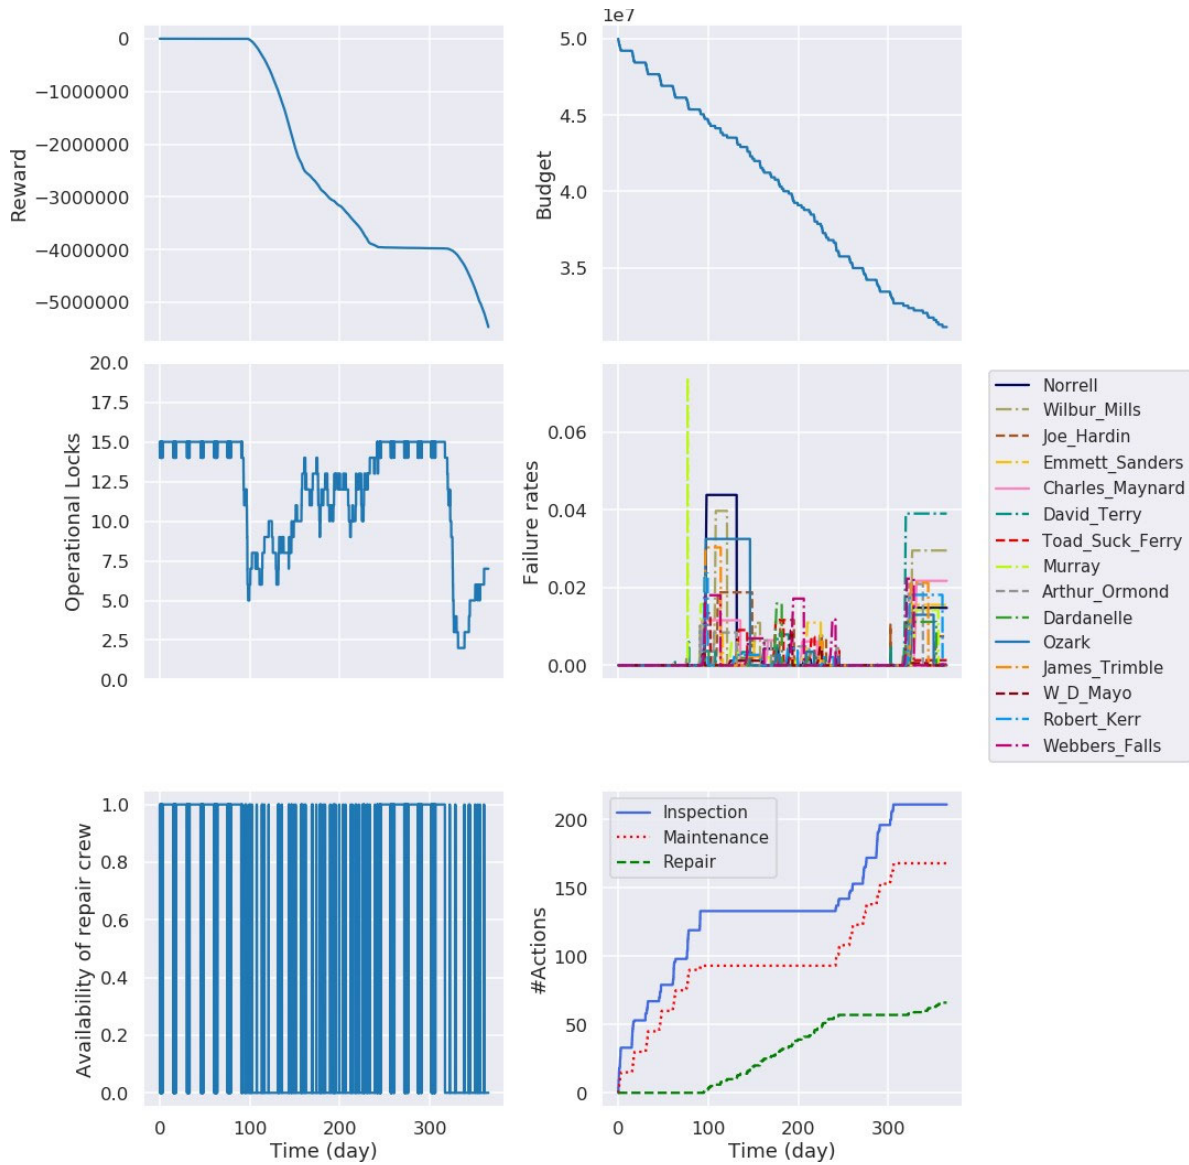 0
−1000000
−2000000
−3000000
−4000000
−5000000
Reward
1e7
5.0
4.5
4.0
3.5
Budget
20.0
17.5
15.0
12.5
10.0
7.5
5.0
2.5
0.0
Operational Locks
0.06
0.04
0.02
0.00
Failure rates
Norrell
Wilbur_Mills
Joe_Hardin
Emmett_Sanders
Charles_Maynard
David_Terry
Toad_Suck_Ferry
Murray
Arthur_Ormond
Dardanelle
Ozark
James_Trimble
W_D_Mayo
Robert_Kerr
Webbers_Falls
1.0
0.8
0.6
0.4
0.2
0.0
Availability of repair crew
0 100 200 300
Time (day)
Inspection
Maintenance
Repair
200
150
100
50
0
#Actions
0 100 200 300
Time (day)